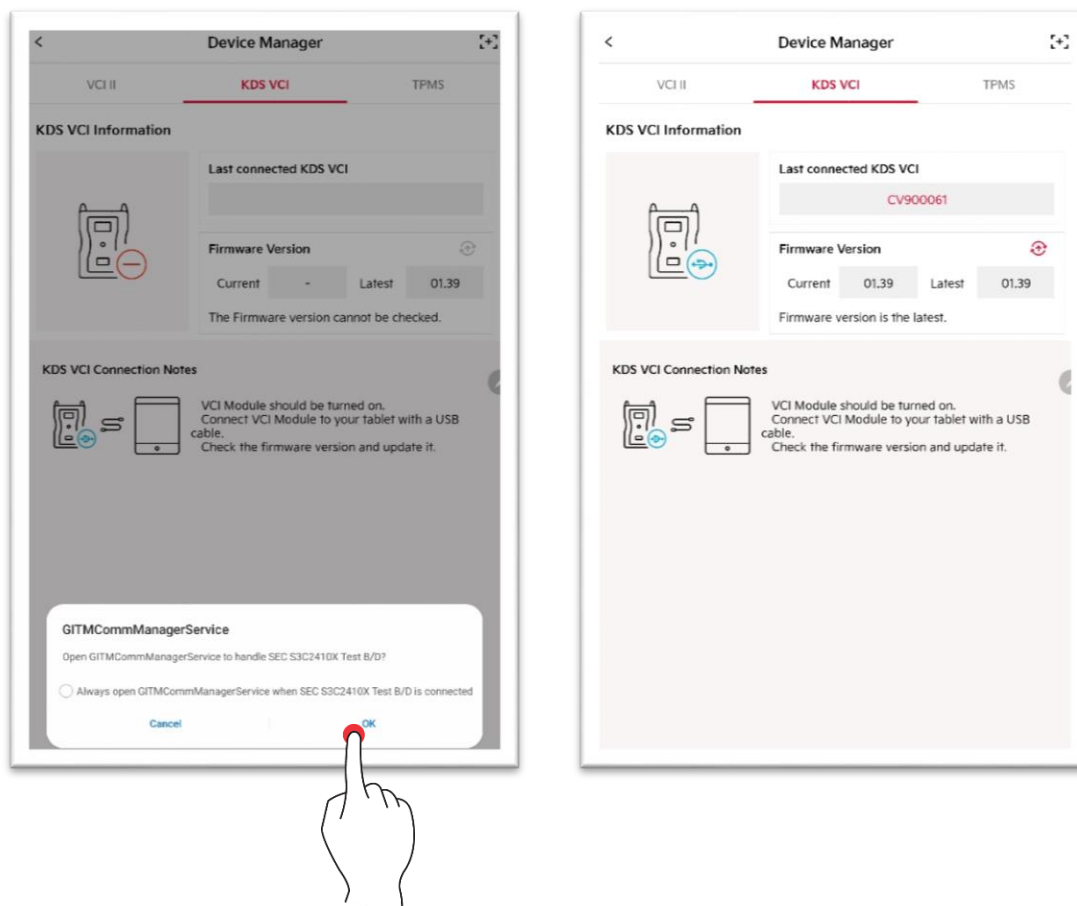 Device Manager
VCI II KDS VCI TPMS
KDS VCI Information
Last connected KDS VCI
Firmware Version
Current - Latest 01.39
The Firmware version cannot be checked.
KDS VCI Connection Notes
VCI Module should be turned on.
Connect VCI Module to your tablet with a USB
cable.
Check the firmware version and update it.
GITMCommManagerService
Open GITMCommManagerService to handle SEC S3C2410X Test B/D?
Always open GITMCommManagerService when SEC S3C2410X Test B/D is connected
Cancel OK
Device Manager
VCI II KDS VCI TPMS
KDS VCI Information
Last connected KDS VCI
CV900061
Firmware Version
Current 01.39 Latest 01.39
Firmware version is the latest.
KDS VCI Connection Notes
VCI Module should be turned on.
Connect VCI Module to your tablet with a USB
cable.
Check the firmware version and update it.